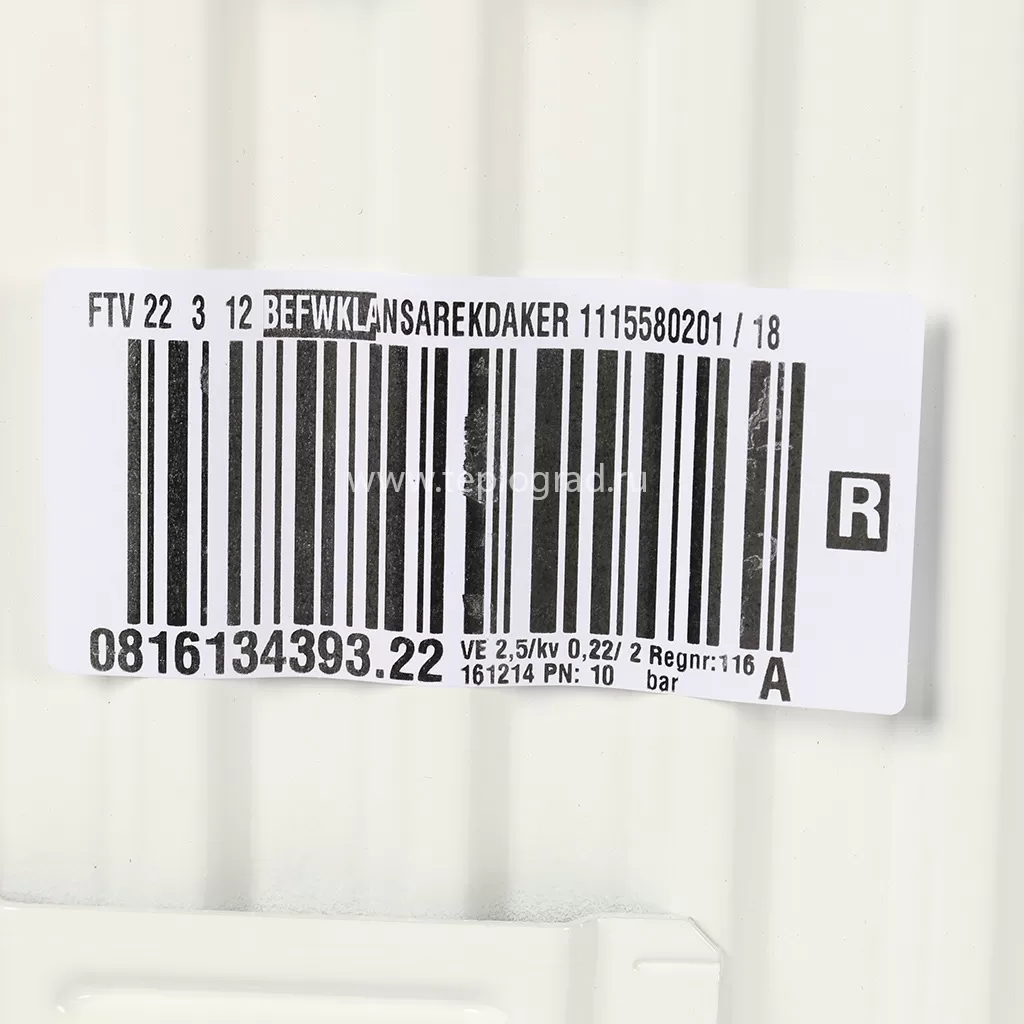 FTV 22 3 12 BEFWKLANSAREKDAKER 1115580201 / 18
www.teplograd.ru
R
0816134393.22
VE 2,5/kv 0,22/ 2 Regnr:116
161214 PN: 10 bar
A